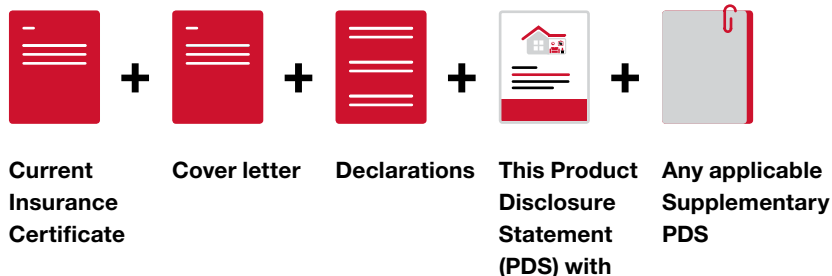 Current
Insurance
Certificate
Cover letter
Declarations
This Product
Disclosure
Statement
(PDS) with
Any applicable
Supplementary
PDS